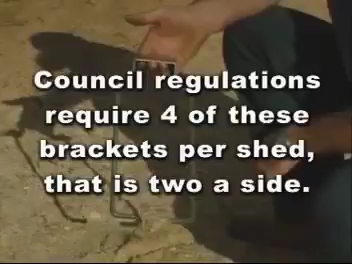 Council regulations
require 4 of these
brackets per shed,
that is two a side.